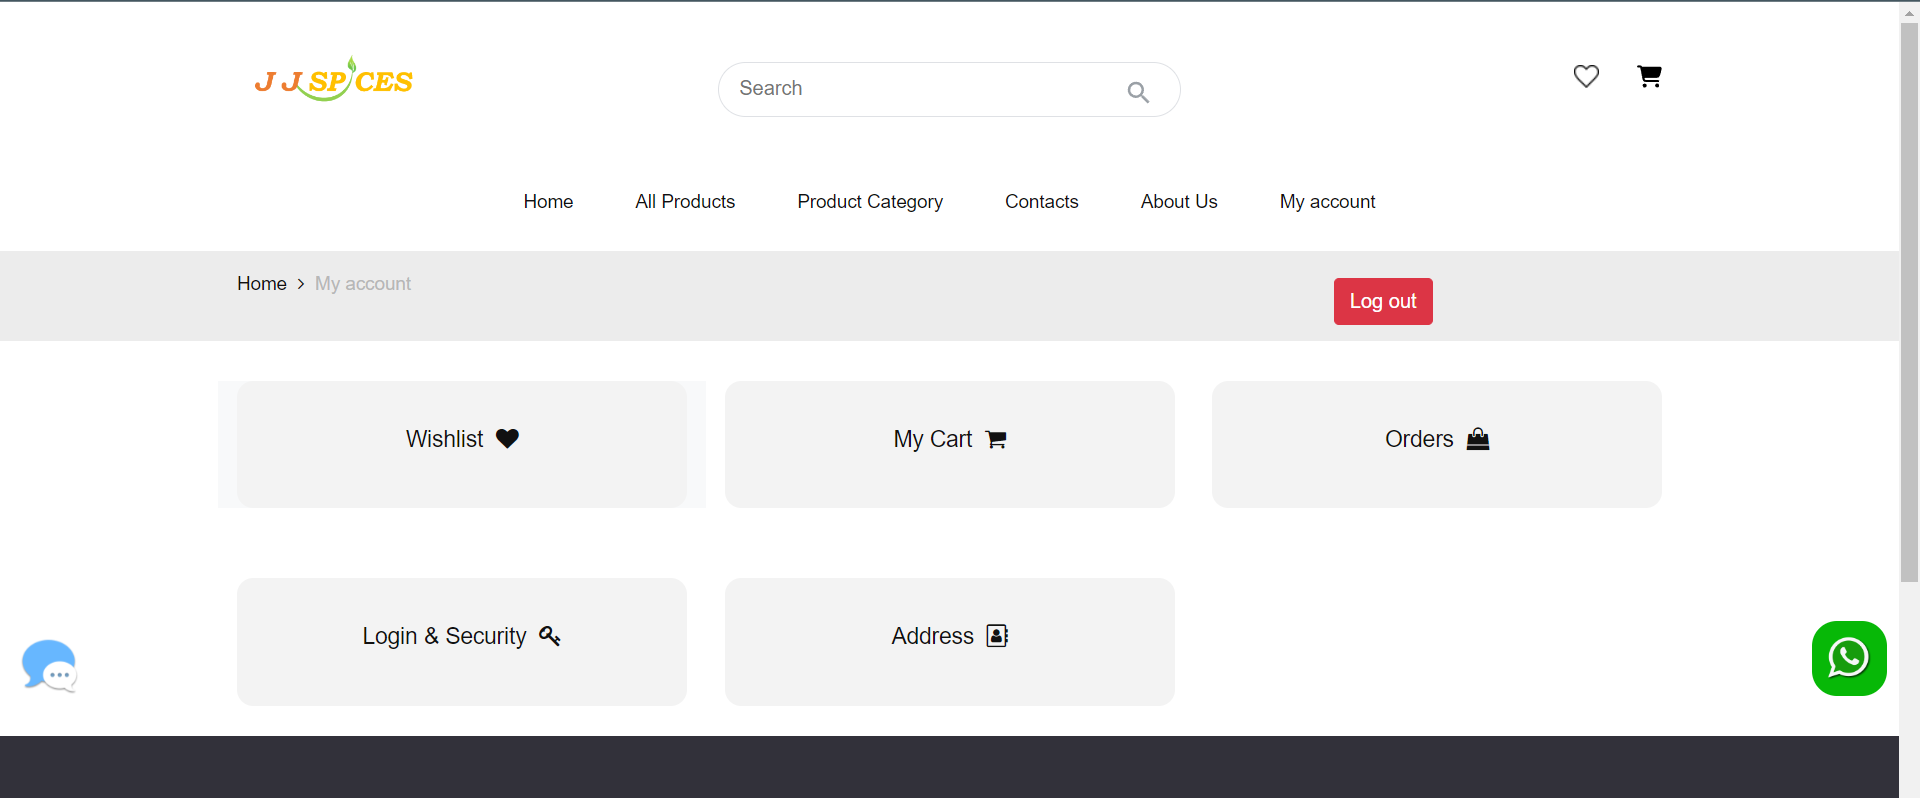 J J SPICES
Search
Home All Products Product Category Contacts About Us My account
Home > My account
Log out
Wishlist
My Cart
Orders
Login & Security
Address